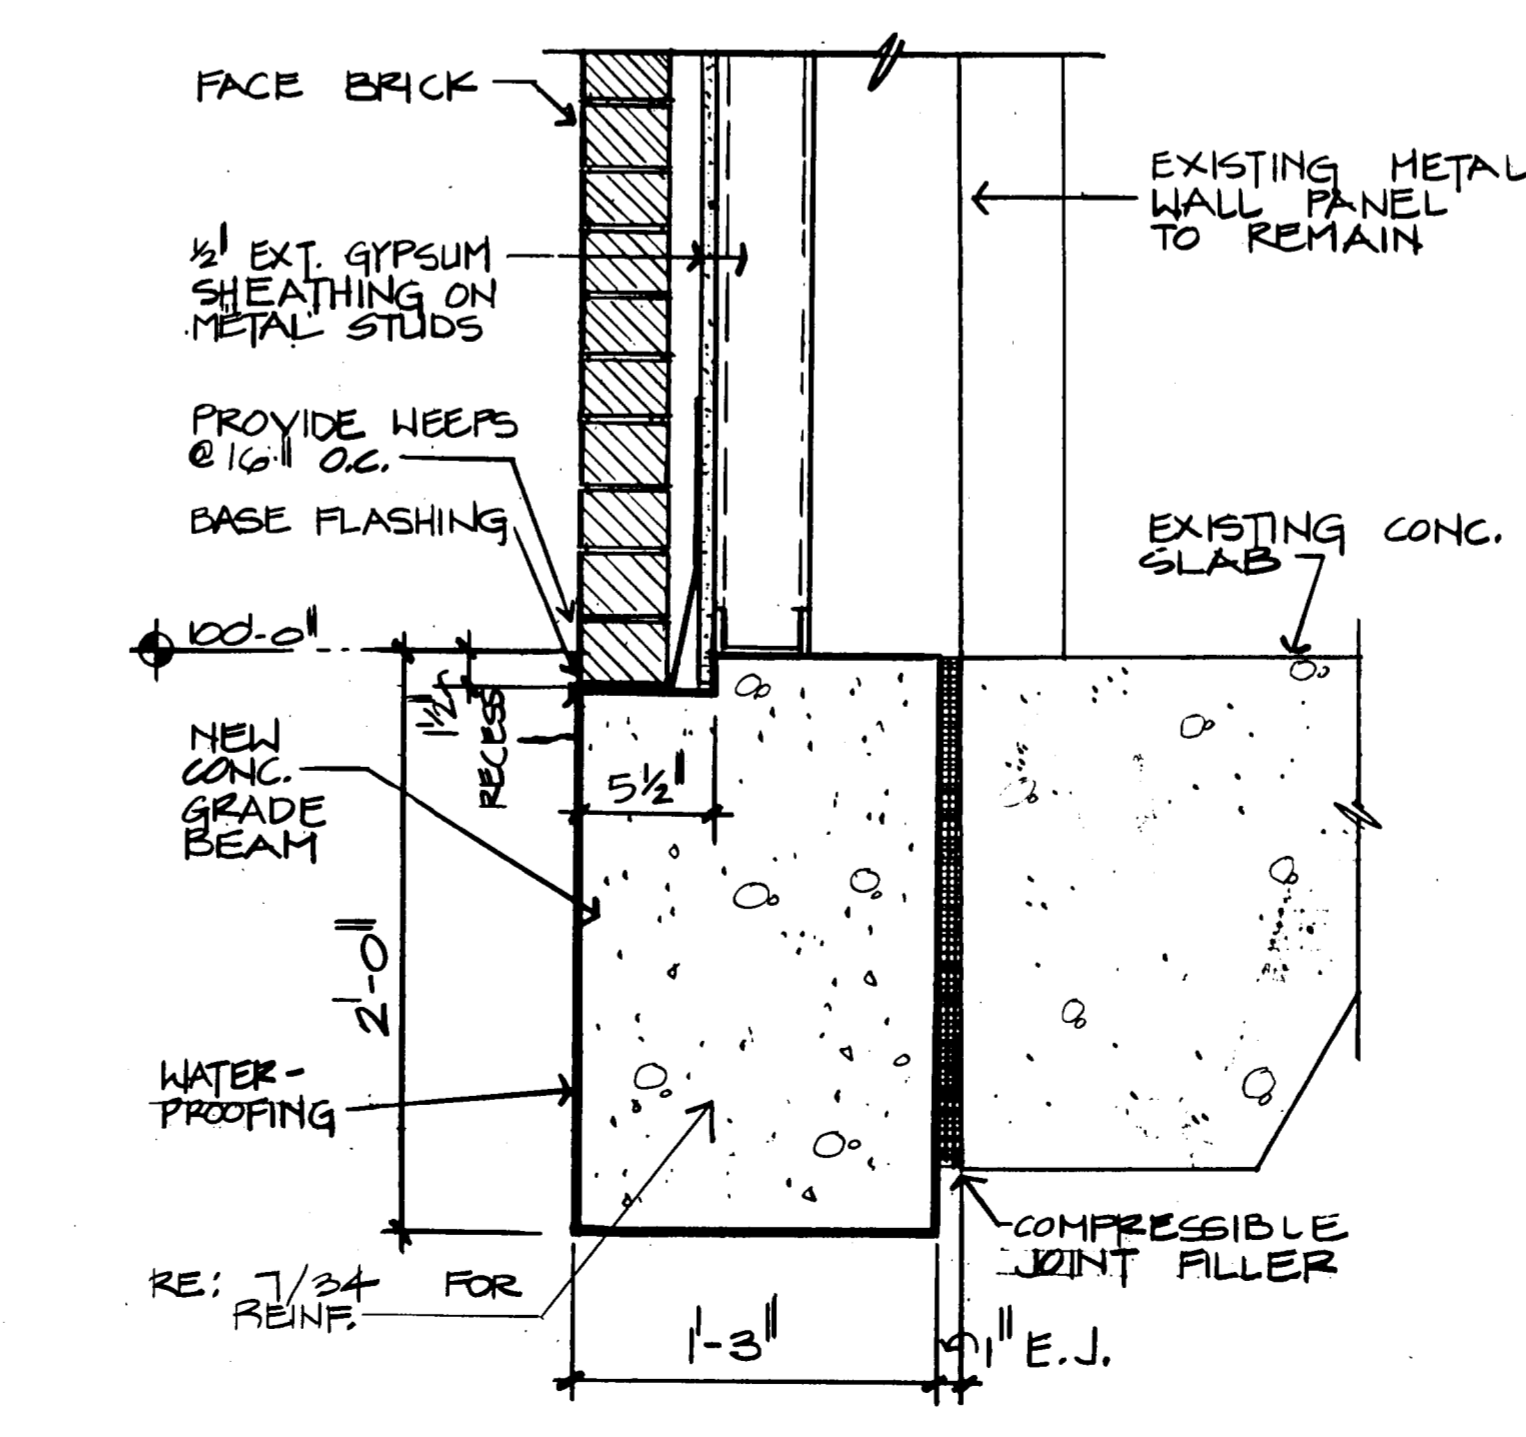 FACE BRICK
EXISTING METAL
WALL PANEL
TO REMAIN
1/2" EXT. GYPSUM
SHEATHING ON
METAL STUDS
PROVIDE WEEPS
@ 16" O.C.
BASE FLASHING
EXISTING CONC.
SLAB
100'-0"
1 1/2"
RECESS
NEW
CONC.
GRADE
BEAM
5 1/2"
2'-0"
WATER-
PROOFING
COMPRESSIBLE
JOINT FILLER
RE: 7/34 FOR
REINF.
1'-3"
1" E.J.